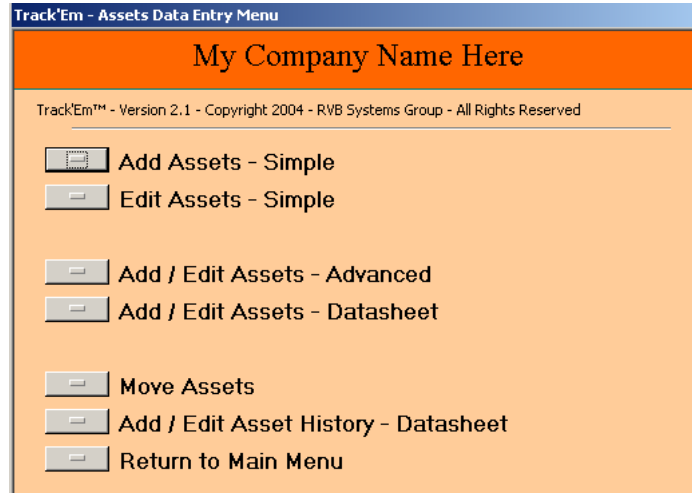 Track'Em - Assets Data Entry Menu
My Company Name Here
Track'Em™ - Version 2.1 - Copyright 2004 - RVB Systems Group - All Rights Reserved
Add Assets - Simple
Edit Assets - Simple
Add / Edit Assets - Advanced
Add / Edit Assets - Datasheet
Move Assets
Add / Edit Asset History - Datasheet
Return to Main Menu